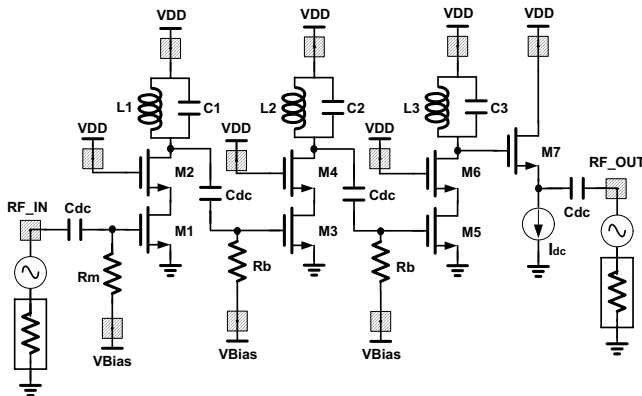 VDD VDD VDD VDD
L1 C1 L2 C2 L3 C3
VDD VDD VDD M7
M2 M4 M6 RF_OUT
RF_IN Cdc Cdc Cdc Cdc
M1 M3 M5 Idc
Rm Rb Rb
VBias VBias VBias